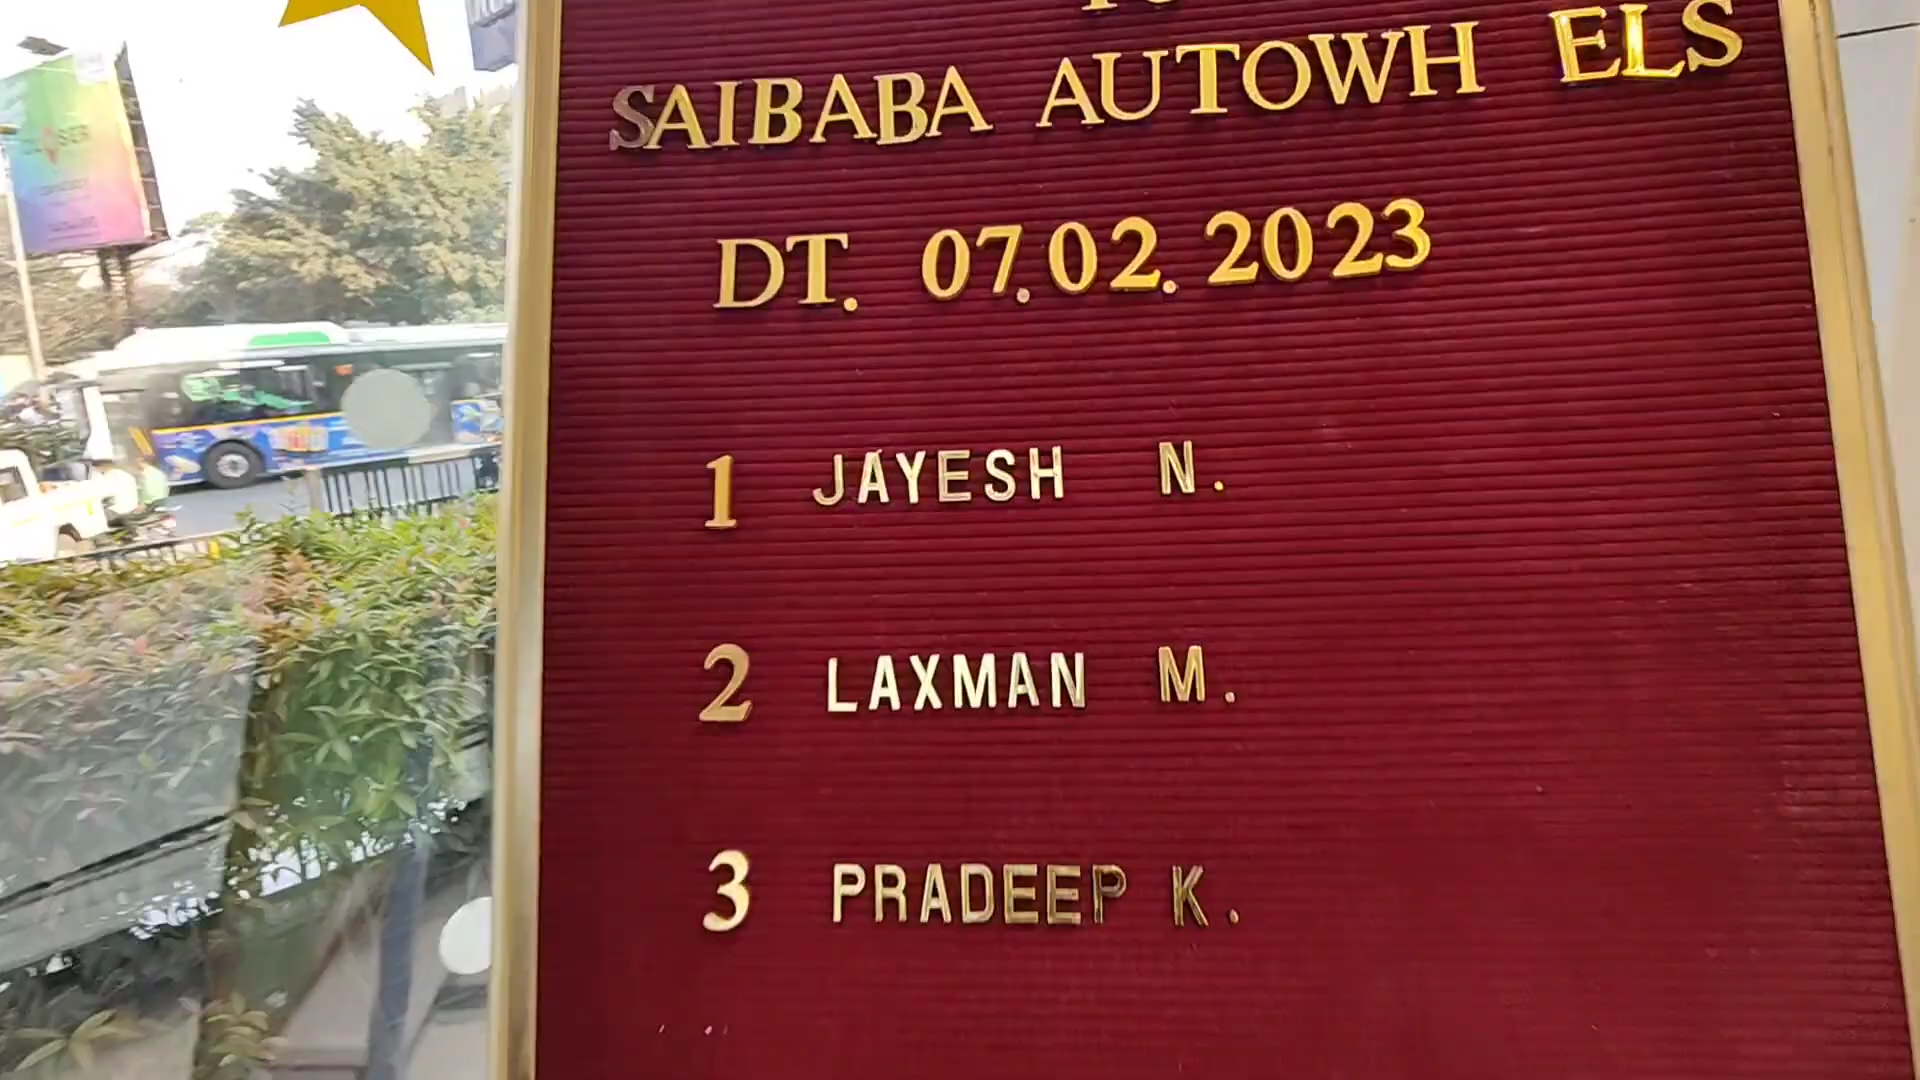 SAIBABA AUTOWH ELS
DT. 07.02.2023
1 JAYESH N.
2 LAXMAN M.
3 PRADEEP K.